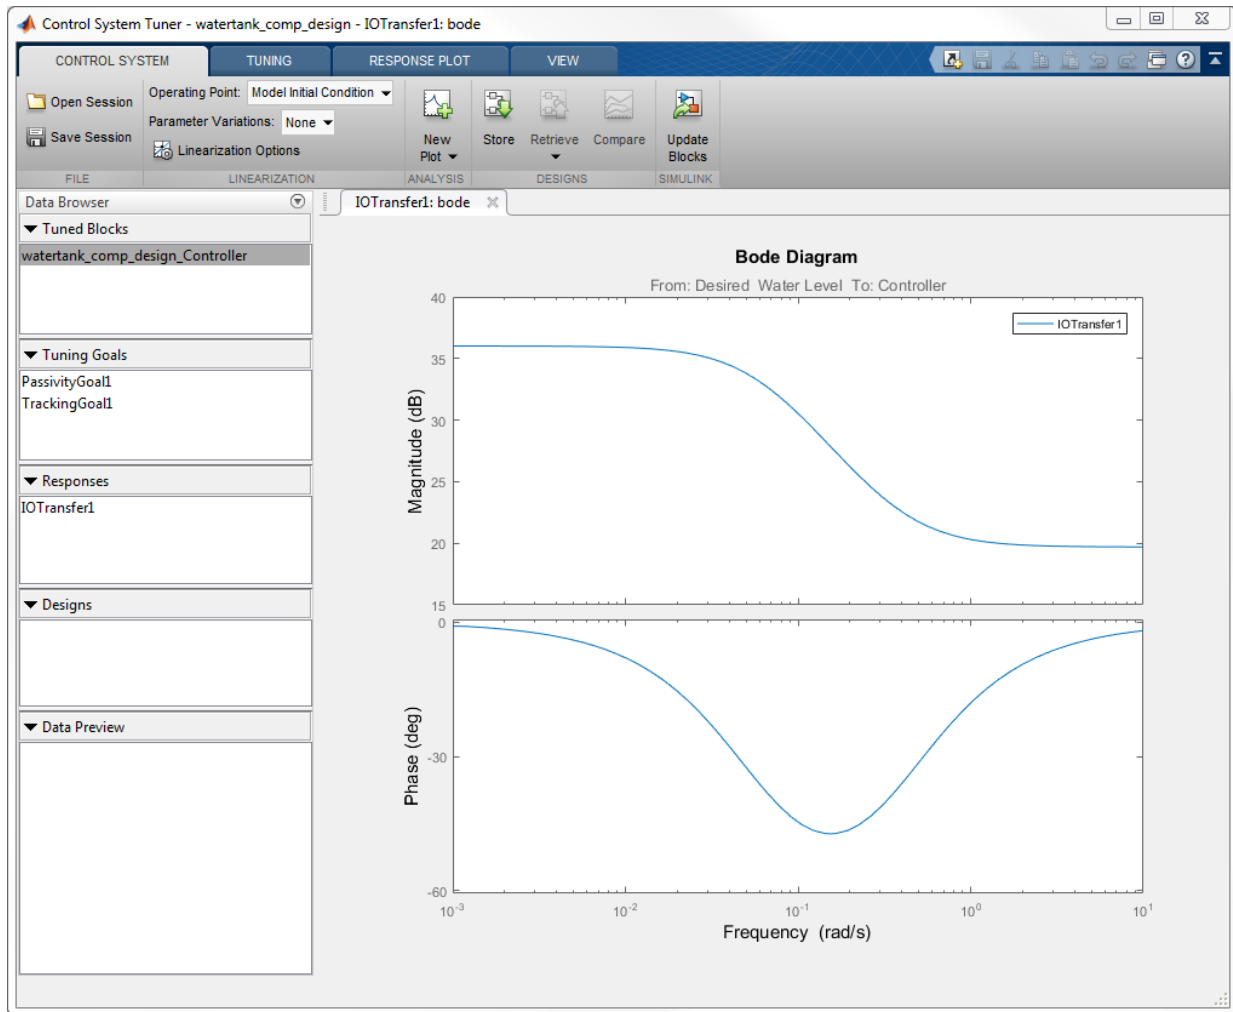 Control System Tuner - watertank_comp_design - IOTransfer1: bode
CONTROL SYSTEM TUNING RESPONSE PLOT VIEW
Open Session
Save Session
FILE
Operating Point: Model Initial Condition
Parameter Variations: None
Linearization Options
LINEARIZATION
New
Plot
ANALYSIS
Store
Retrieve
Compare
DESIGNS
Update
Blocks
SIMULINK
Data Browser
Tuned Blocks
watertank_comp_design_Controller
Tuning Goals
PassivityGoal1
TrackingGoal1
Responses
IOTransfer1
Designs
Data Preview
IOTransfer1: bode
Bode Diagram
From: Desired Water Level To: Controller
IOTransfer1
Magnitude (dB)
40
35
30
25
20
15
Phase (deg)
0
-30
-60
10^-3 10^-2 10^-1 10^0 10^1
Frequency (rad/s)